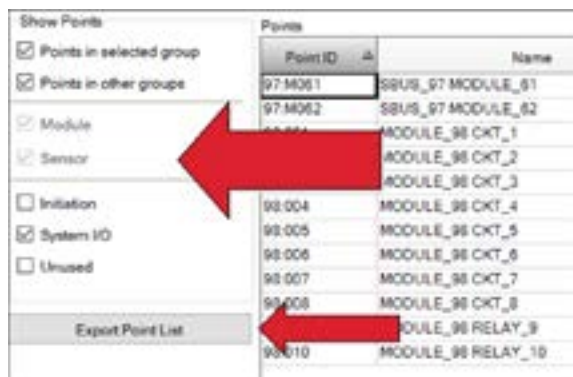 Show Points
Points in selected group
Points in other groups
Module
Sensor
Initiation
System I/O
Unused
Export Point List
Points
Point ID Name
97:M061 SBUS_97 MODULE_61
97:M062 SBUS_97 MODULE_62
MODULE_98 CKT_1
MODULE_98 CKT_2
MODULE_98 CKT_3
98:004 MODULE_98 CKT_4
98:005 MODULE_98 CKT_5
98:006 MODULE_98 CKT_6
98:007 MODULE_98 CKT_7
98:008 MODULE_98 CKT_8
RELAY_9
98:010 MODULE_98 RELAY_10